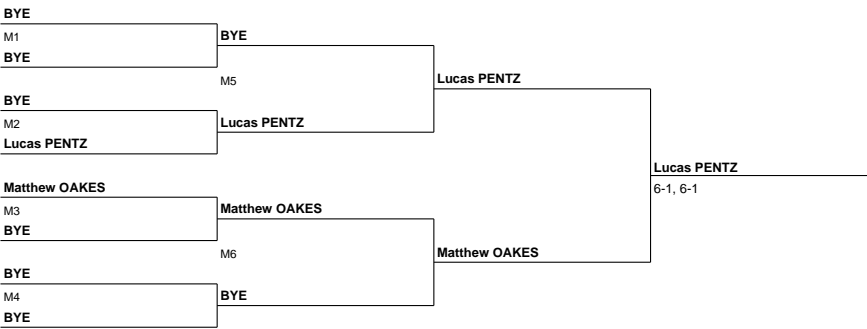 BYE
M1
BYE
BYE
M5
BYE
M2
Lucas PENTZ
Lucas PENTZ
Lucas PENTZ
Matthew OAKES
M3
BYE
Matthew OAKES
M6
BYE
M4
BYE
BYE
Matthew OAKES
Lucas PENTZ
6-1, 6-1